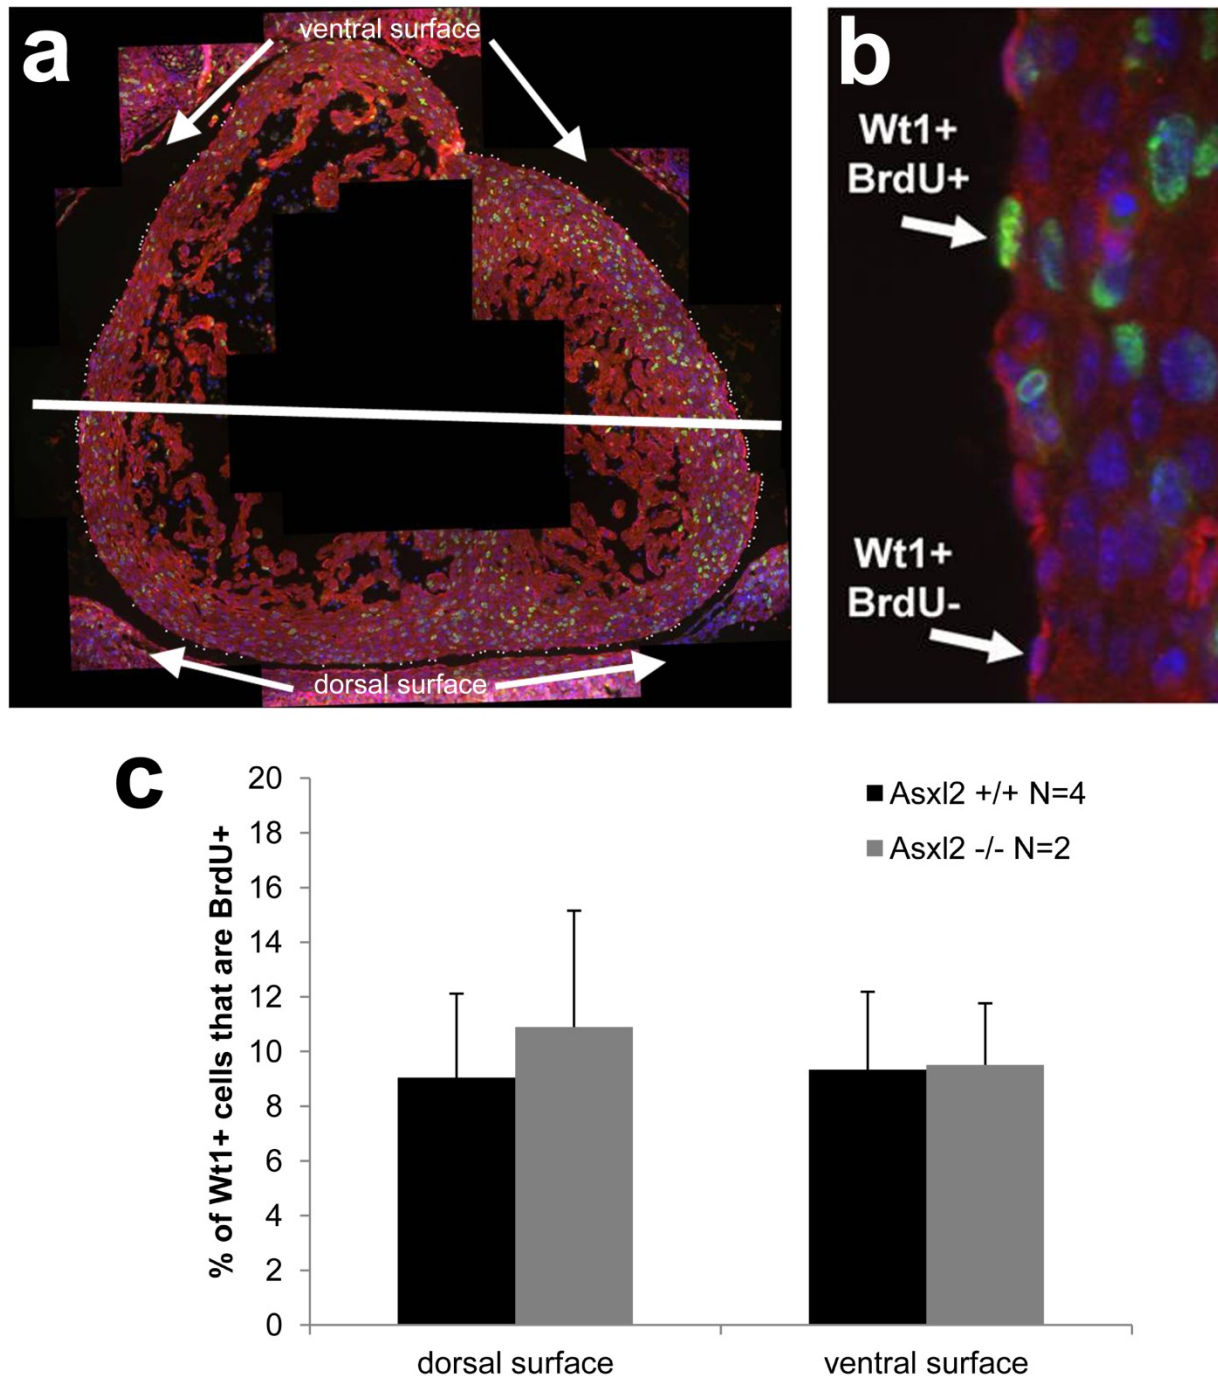 a
ventral surface
dorsal surface
b
Wt1+
BrdU+
Wt1+
BrdU-
c
% of Wt1+ cells that are BrdU+
20
18
16
14
12
10
8
6
4
2
0
Asxl2 +/+ N=4
Asxl2 -/- N=2
dorsal surface
ventral surface